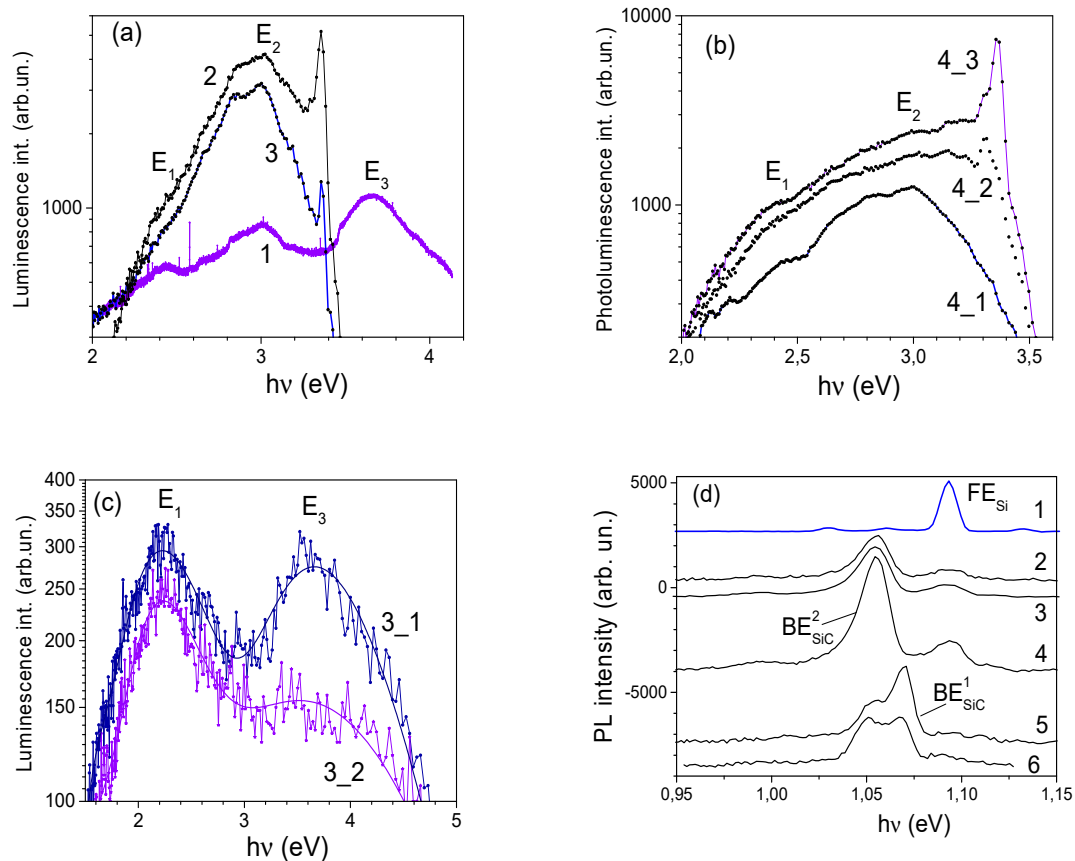 (a)
E₂
2
E₁
3
E₃
1
1000
2 3 4
hν (eV)
Luminescence int. (arb.un.)
(b)
10000
4_3
E₂
E₁
4_2
1000
4_1
2,0 2,5 3,0 3,5
hν (eV)
Photoluminescence int. (arb.un.)
(c)
400
350
300
250
200
150
100
E₁
E₃
3_1
3_2
2 3 4 5
hν (eV)
Luminescence int. (arb.un.)
(d)
5000
0
-5000
FE_Si
1
2
3
BE²_SiC
4
BE¹_SiC
5
6
0,95 1,00 1,05 1,10 1,15
hν (eV)
PL intensity (arb. un.)